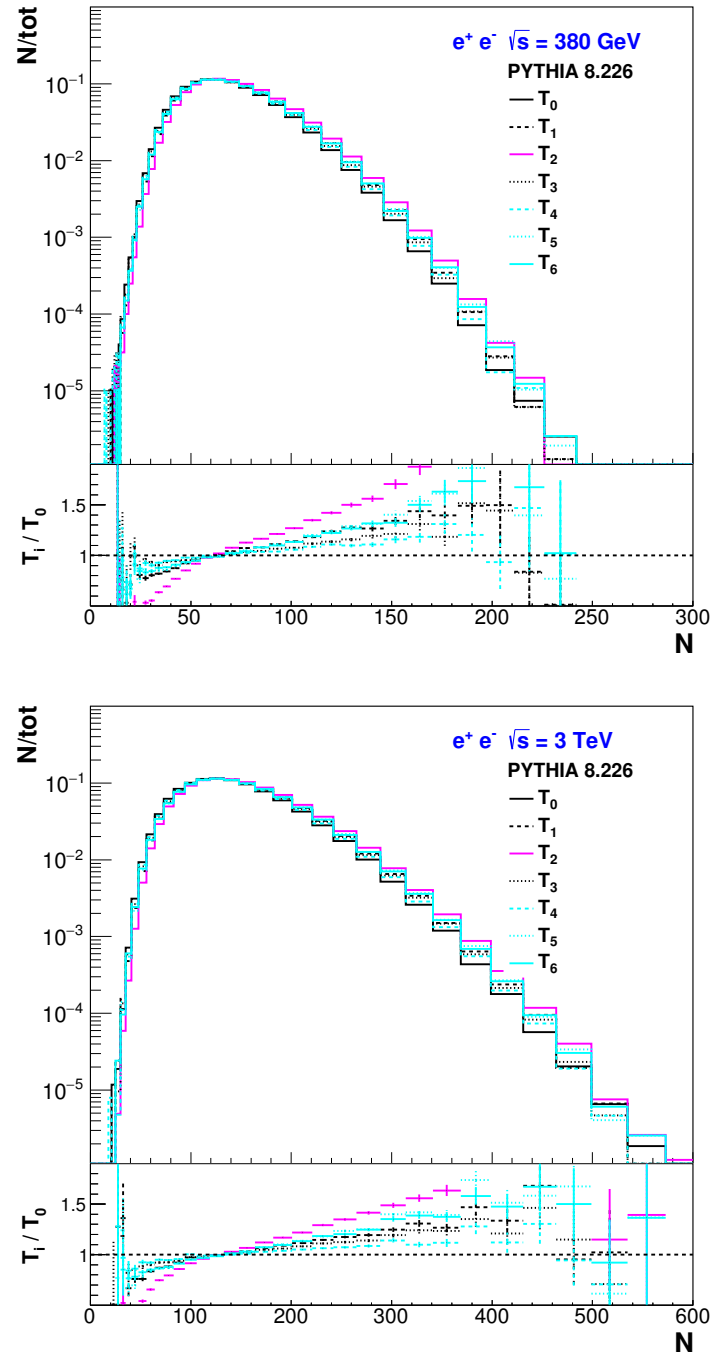 N/tot
e⁺ e⁻ √s = 380 GeV
PYTHIA 8.226
T₀
T₁
T₂
T₃
T₄
T₅
T₆
10⁻¹
10⁻²
10⁻³
10⁻⁴
10⁻⁵
Tᵢ / T₀
1.5
1
0 50 100 150 200 250 300
N
N/tot
e⁺ e⁻ √s = 3 TeV
PYTHIA 8.226
T₀
T₁
T₂
T₃
T₄
T₅
T₆
10⁻¹
10⁻²
10⁻³
10⁻⁴
10⁻⁵
Tᵢ / T₀
1.5
1
0 100 200 300 400 500 600
N